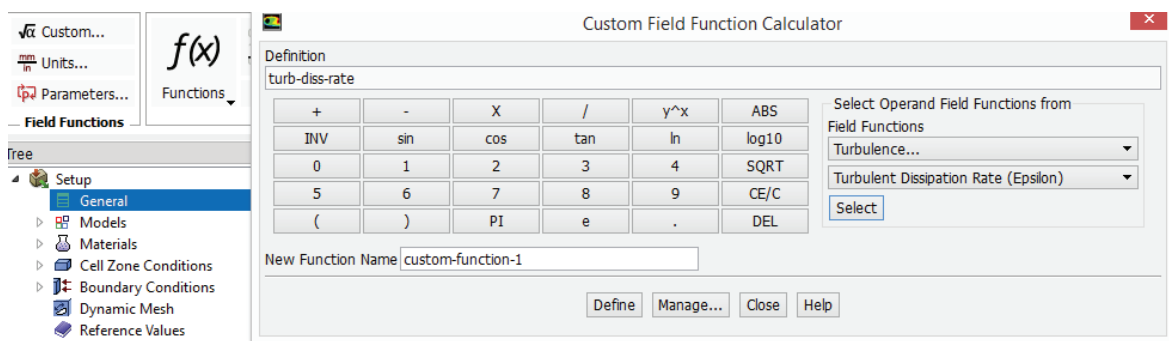 Custom...
Units...
Parameters...
Field Functions
f(x)
Functions
Tree
Setup
General
Models
Materials
Cell Zone Conditions
Boundary Conditions
Dynamic Mesh
Reference Values
Custom Field Function Calculator
Definition
turb-diss-rate
+ - X / y^x ABS
INV sin cos tan ln log10
0 1 2 3 4 SQRT
5 6 7 8 9 CE/C
( ) PI e . DEL
Select Operand Field Functions from
Field Functions
Turbulence...
Turbulent Dissipation Rate (Epsilon)
Select
New Function Name custom-function-1
Define Manage... Close Help